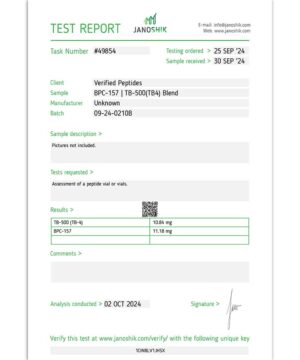 TEST REPORT
JANOSHIK
E-mail: info@janoshik.com
Web: www.janoshik.com
Task Number #49854
Testing ordered > 25 SEP '24
Sample received > 30 SEP '24
Client Verified Peptides
Sample BPC-157 | TB-500(TB4) Blend
Manufacturer Unknown
Batch 09-24-0210B
Sample description >
Pictures not included.
Tests requested >
Assessment of a peptide vial or vials.
Results >
TB-500 (TB-4) 10.84 mg
BPC-157 11.18 mg
Comments >
Analysis conducted > 02 OCT 2024
Signature >
Verify this test at www.janoshik.com/verify/ with the following unique key